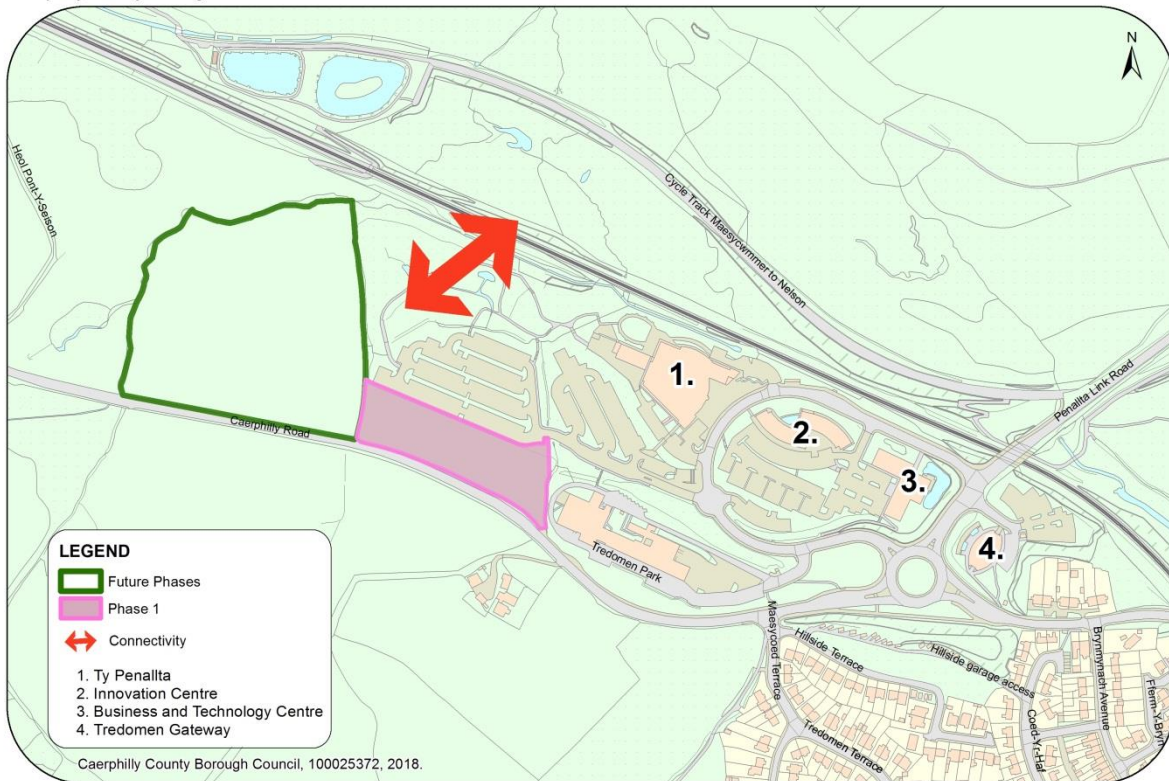 N
Heol Pont-Y-Seison
Cycle Track Maesycwmmer to Nelson
Penallta Link Road
1.
2.
3.
4.
Caerphilly Road
Tredomen Park
Maesycoed Terrace
Hillside Terrace
Hillside garage access
Tredomen Terrace
Coed-Yr-Haf
Brynmynach Avenue
Fferm-Y-Bryn
LEGEND
Future Phases
Phase 1
Connectivity
1. Ty Penallta
2. Innovation Centre
3. Business and Technology Centre
4. Tredomen Gateway
Caerphilly County Borough Council, 100025372, 2018.